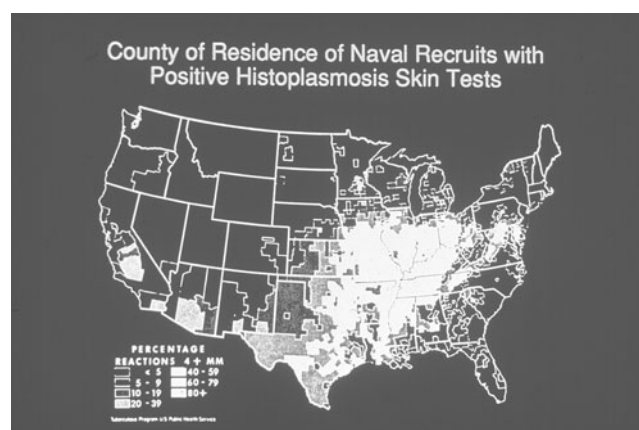 County of Residence of Naval Recruits with
Positive Histoplasmosis Skin Tests
PERCENTAGE
REACTIONS 4+ MM
< 5
5 - 9
10 - 19
20 - 39
40 - 59
60 - 79
80+
Tuberculosis Program U.S. Public Health Service